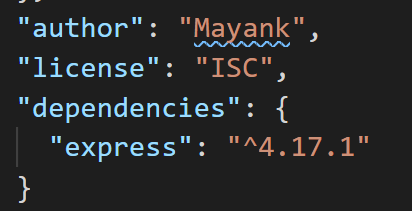 "author": "Mayank",
"license": "ISC",
"dependencies": {
"express": "^4.17.1"
}